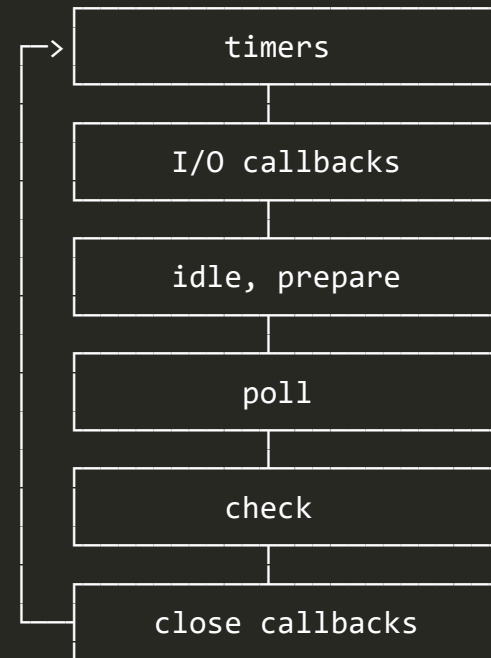 timers
I/O callbacks
idle, prepare
poll
check
close callbacks